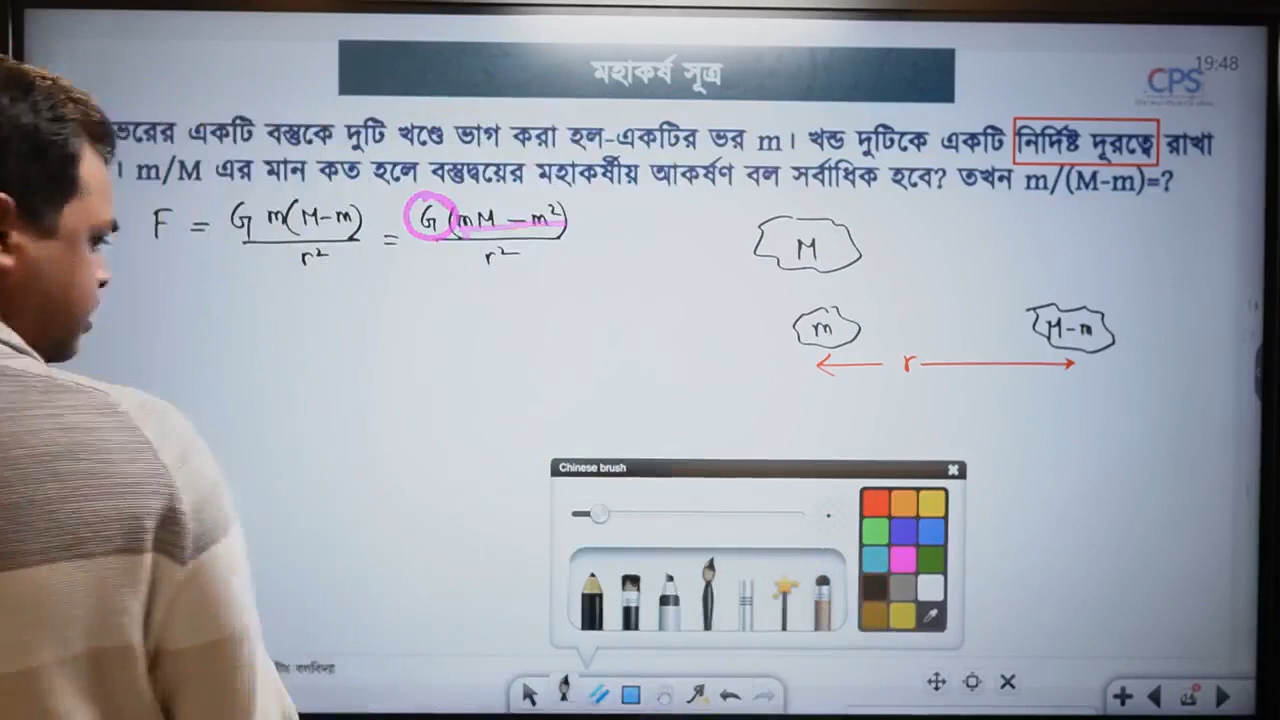 মহাকর্ষ সূত্র
19:48
CPS
ভরের একটি বস্তুকে দুটি খণ্ডে ভাগ করা হল-একটির ভর m। খন্ড দুটিকে একটি নির্দিষ্ট দূরত্বে রাখা
। m/M এর মান কত হলে বস্তুদ্বয়ের মহাকর্ষীয় আকর্ষণ বল সর্বাধিক হবে? তখন m/(M-m)=?
F = G m(M-m) / r² = G (mM - m²) / r²
M
m
M-m
r
Chinese brush